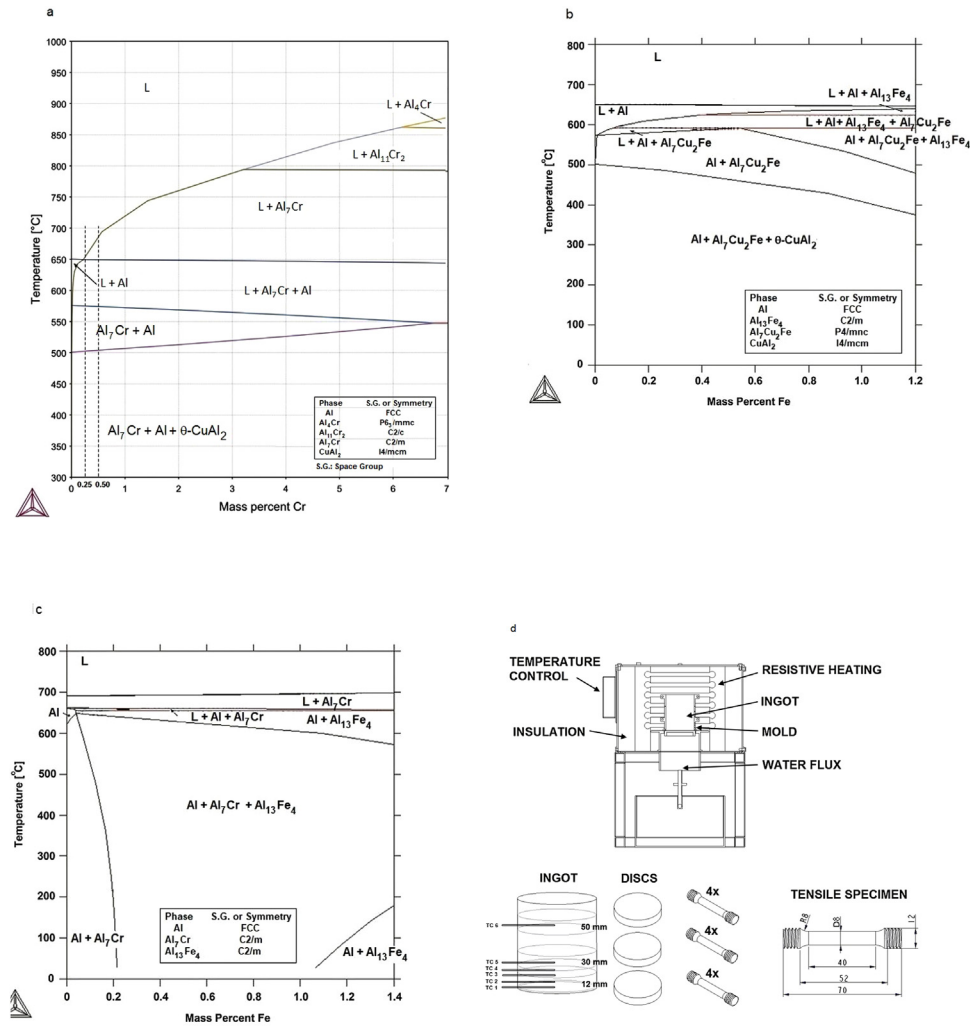 a
1000
950
900
850
800
750
700
650
600
550
500
450
400
350
300
Temperature [°C]
L
L + Al4Cr
L + Al11Cr2
L + Al7Cr
L + Al
L + Al7Cr + Al
Al7Cr + Al
Al7Cr + Al + θ-CuAl2
Phase S.G. or Symmetry
Al FCC
Al4Cr P63/mmc
Al11Cr2 C2/c
Al7Cr C2/m
CuAl2 I4/mcm
S.G.: Space Group
0 0.25 0.50 1 2 3 4 5 6 7
Mass percent Cr
b
800
700
600
500
400
300
200
100
0
Temperature [°C]
L
L + Al + Al13Fe4
L + Al
L + Al + Al13Fe4 + Al7Cu2Fe
Al + Al7Cu2Fe + Al13Fe4
L + Al + Al7Cu2Fe
Al + Al7Cu2Fe
Al + Al7Cu2Fe + θ-CuAl2
Phase S.G. or Symmetry
Al FCC
Al13Fe4 C2/m
Al7Cu2Fe P4/mnc
CuAl2 I4/mcm
0 0.2 0.4 0.6 0.8 1.0 1.2
Mass Percent Fe
c
800
700
600
500
400
300
200
100
0
Temperature [°C]
L
L + Al7Cr
Al
L + Al + Al7Cr
Al + Al13Fe4
Al + Al7Cr + Al13Fe4
Phase S.G. or Symmetry
Al FCC
Al7Cr C2/m
Al13Fe4 C2/m
Al + Al7Cr
Al + Al13Fe4
0 0.2 0.4 0.6 0.8 1.0 1.2 1.4
Mass Percent Fe
d
TEMPERATURE
CONTROL
RESISTIVE HEATING
INGOT
INSULATION
MOLD
WATER FLUX
INGOT
DISCS
TC 6
50 mm
TC 5
30 mm
TC 4
TC 3
TC 2
12 mm
TC 1
4x
4x
4x
TENSILE SPECIMEN
R8
D8
12
40
52
70